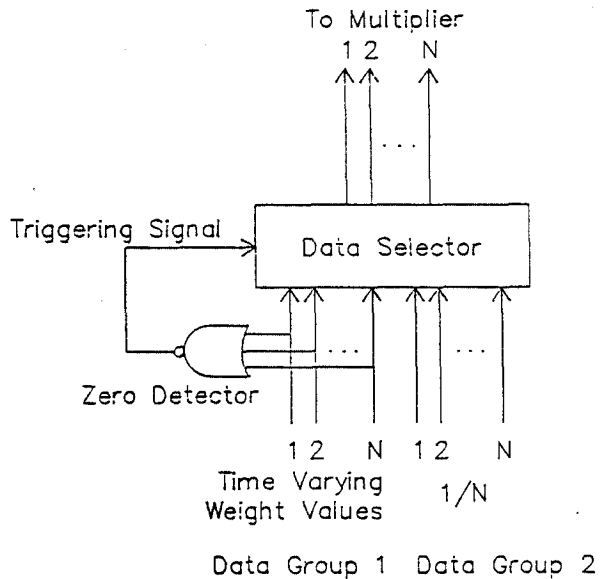 To Multiplier
1 2 N
...
Triggering Signal
Data Selector
... ...
Zero Detector
1 2 N 1 2 N
Time Varying
Weight Values
1/N
Data Group 1 Data Group 2